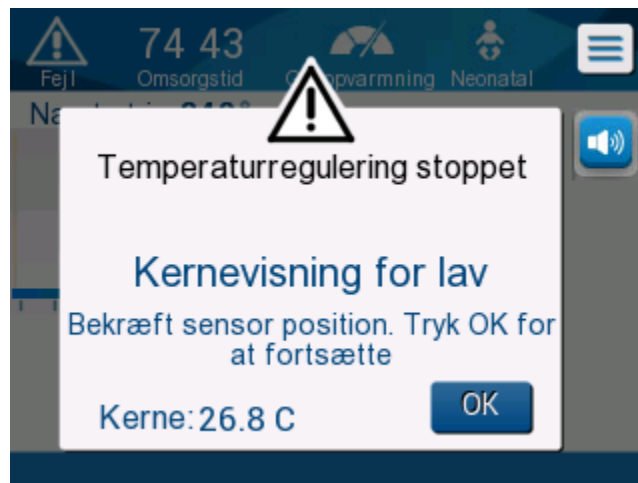 74 43
Fejl Omsorgstid Neonatal
Temperaturregulering stoppet
Kernevisning for lav
Bekræft sensor position. Tryk OK for
at fortsætte
Kerne: 26.8 C
OK